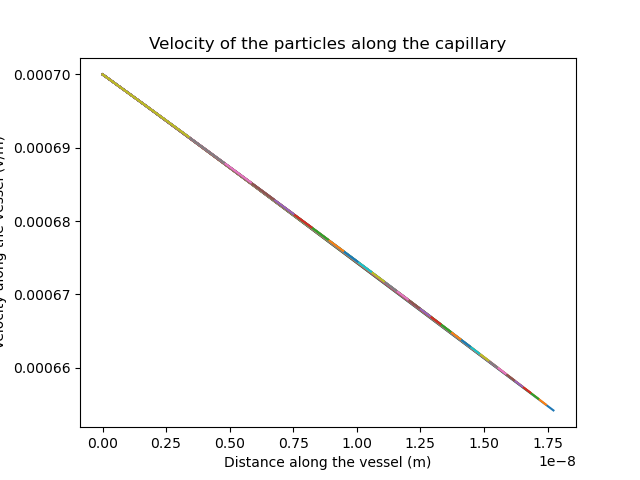 Velocity of the particles along the capillary
0.00070
0.00069
0.00068
0.00067
0.00066
along the vessel
0.00 0.25 0.50 0.75 1.00 1.25 1.50 1.75
1e−8
Distance along the vessel (m)